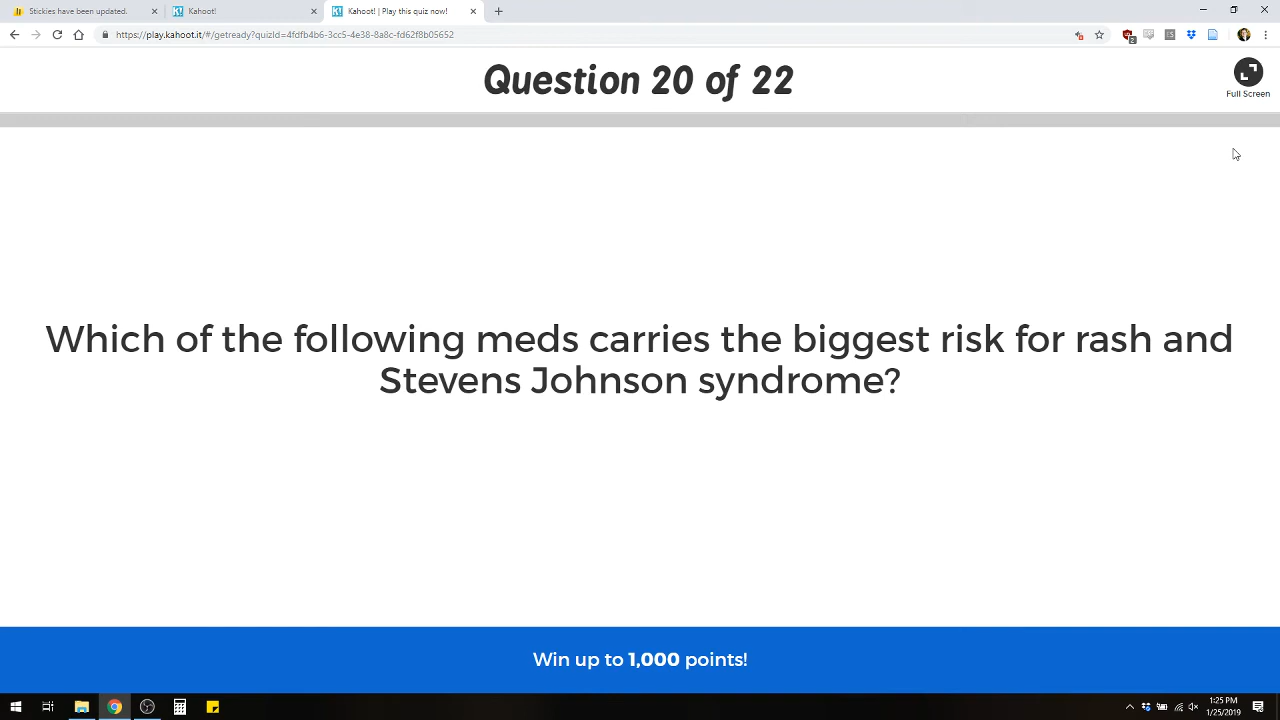 Stickies have been updated.
Kahoot!
Kahoot! | Play this quiz now!
https://play.kahoot.it/#/getready?quizId=4fdfb4b6-3cc5-4e38-8a8c-fd62f8b05652
Question 20 of 22
Full Screen
Which of the following meds carries the biggest risk for rash and
Stevens Johnson syndrome?
Win up to 1,000 points!
1:25 PM
1/25/2019